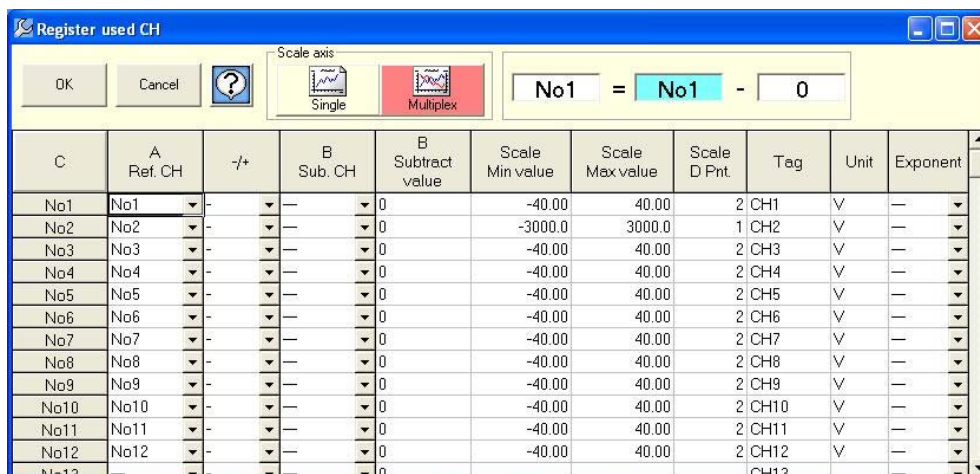 Register used CH
OK Cancel Scale axis Single Multiplex No1 = No1 - 0
C A Ref. CH -/+ B Sub. CH B Subtract value Scale Min value Scale Max value Scale D Pnt. Tag Unit Exponent
No1 No1 - — 0 -40.00 40.00 2 CH1 V —
No2 No2 - — 0 -3000.0 3000.0 1 CH2 V —
No3 No3 - — 0 -40.00 40.00 2 CH3 V —
No4 No4 - — 0 -40.00 40.00 2 CH4 V —
No5 No5 - — 0 -40.00 40.00 2 CH5 V —
No6 No6 - — 0 -40.00 40.00 2 CH6 V —
No7 No7 - — 0 -40.00 40.00 2 CH7 V —
No8 No8 - — 0 -40.00 40.00 2 CH8 V —
No9 No9 - — 0 -40.00 40.00 2 CH9 V —
No10 No10 - — 0 -40.00 40.00 2 CH10 V —
No11 No11 - — 0 -40.00 40.00 2 CH11 V —
No12 No12 - — 0 -40.00 40.00 2 CH12 V —